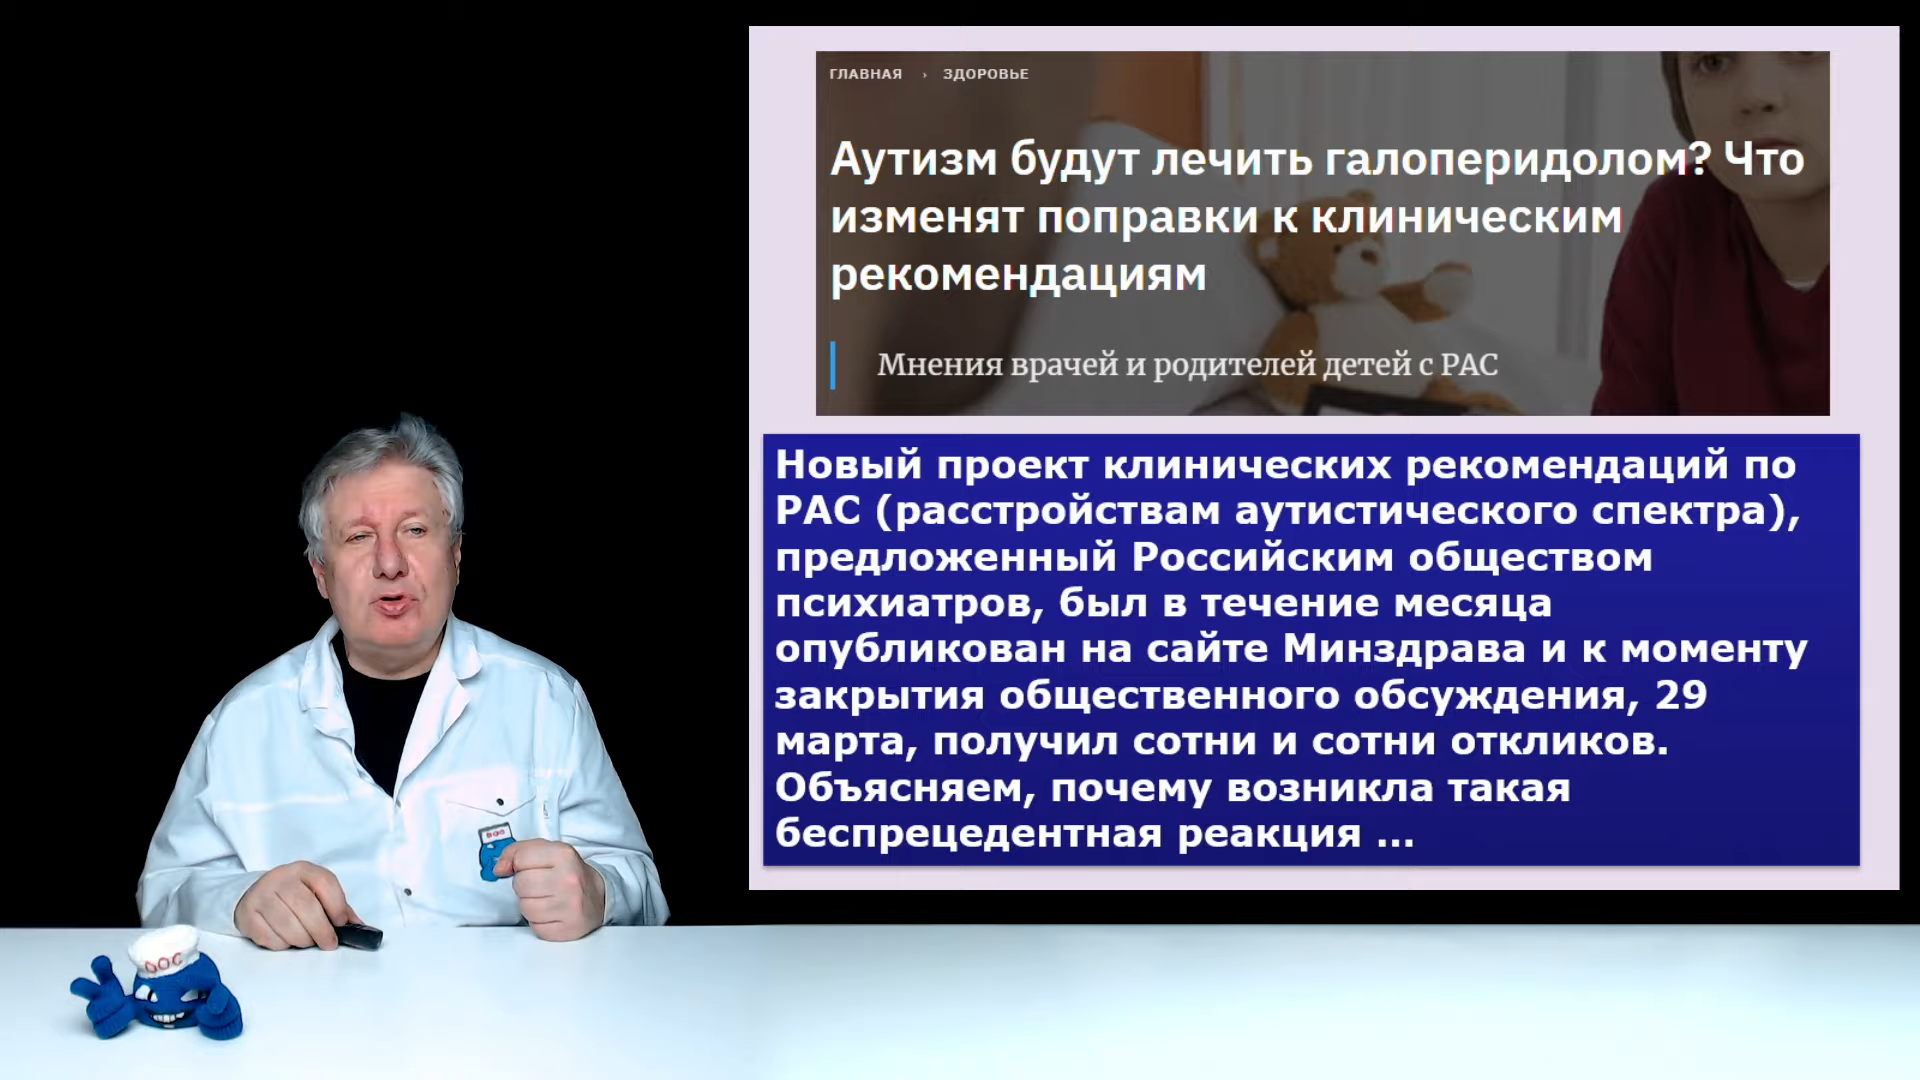 ГЛАВНАЯ › ЗДОРОВЬЕ
Аутизм будут лечить галоперидолом? Что
изменят поправки к клиническим
рекомендациям
Мнения врачей и родителей детей с РАС
Новый проект клинических рекомендаций по
РАС (расстройствам аутистического спектра),
предложенный Российским обществом
психиатров, был в течение месяца
опубликован на сайте Минздрава и к моменту
закрытия общественного обсуждения, 29
марта, получил сотни и сотни откликов.
Объясняем, почему возникла такая
беспрецедентная реакция ...
DOC